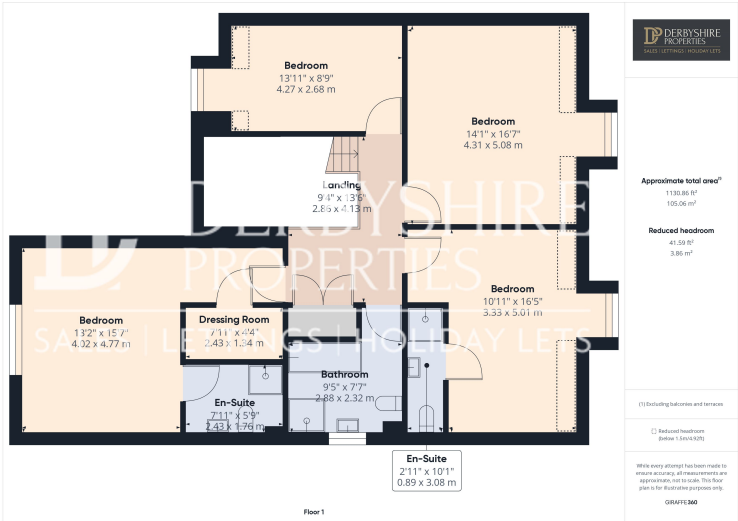 Bedroom
13'11" x 8'9"
4.27 x 2.68 m
Bedroom
14'1" x 16'7"
4.31 x 5.08 m
Landing
9'4" x 13'6"
2.86 x 4.13 m
DERBYSHIRE
PROPERTIES
SALES | LETTINGS | HOLIDAY LETS
Bedroom
13'2" x 15'7"
4.02 x 4.77 m
Dressing Room
7'11" x 4'4"
2.43 x 1.34 m
Bedroom
10'11" x 16'5"
3.33 x 5.01 m
En-Suite
7'11" x 5'9"
2.43 x 1.76 m
Bathroom
9'5" x 7'7"
2.88 x 2.32 m
En-Suite
2'11" x 10'1"
0.89 x 3.08 m
Floor 1
DP DERBYSHIRE
PROPERTIES
SALES | LETTINGS | HOLIDAY LETS
Approximate total area⁽¹⁾
1130.86 ft²
105.06 m²
Reduced headroom
41.59 ft²
3.86 m²
(1) Excluding balconies and terraces
Reduced headroom
(below 1.5m/4.92ft)
While every attempt has been made to
ensure accuracy, all measurements are
approximate, not to scale. This floor
plan is for illustrative purposes only.
GIRAFFE360